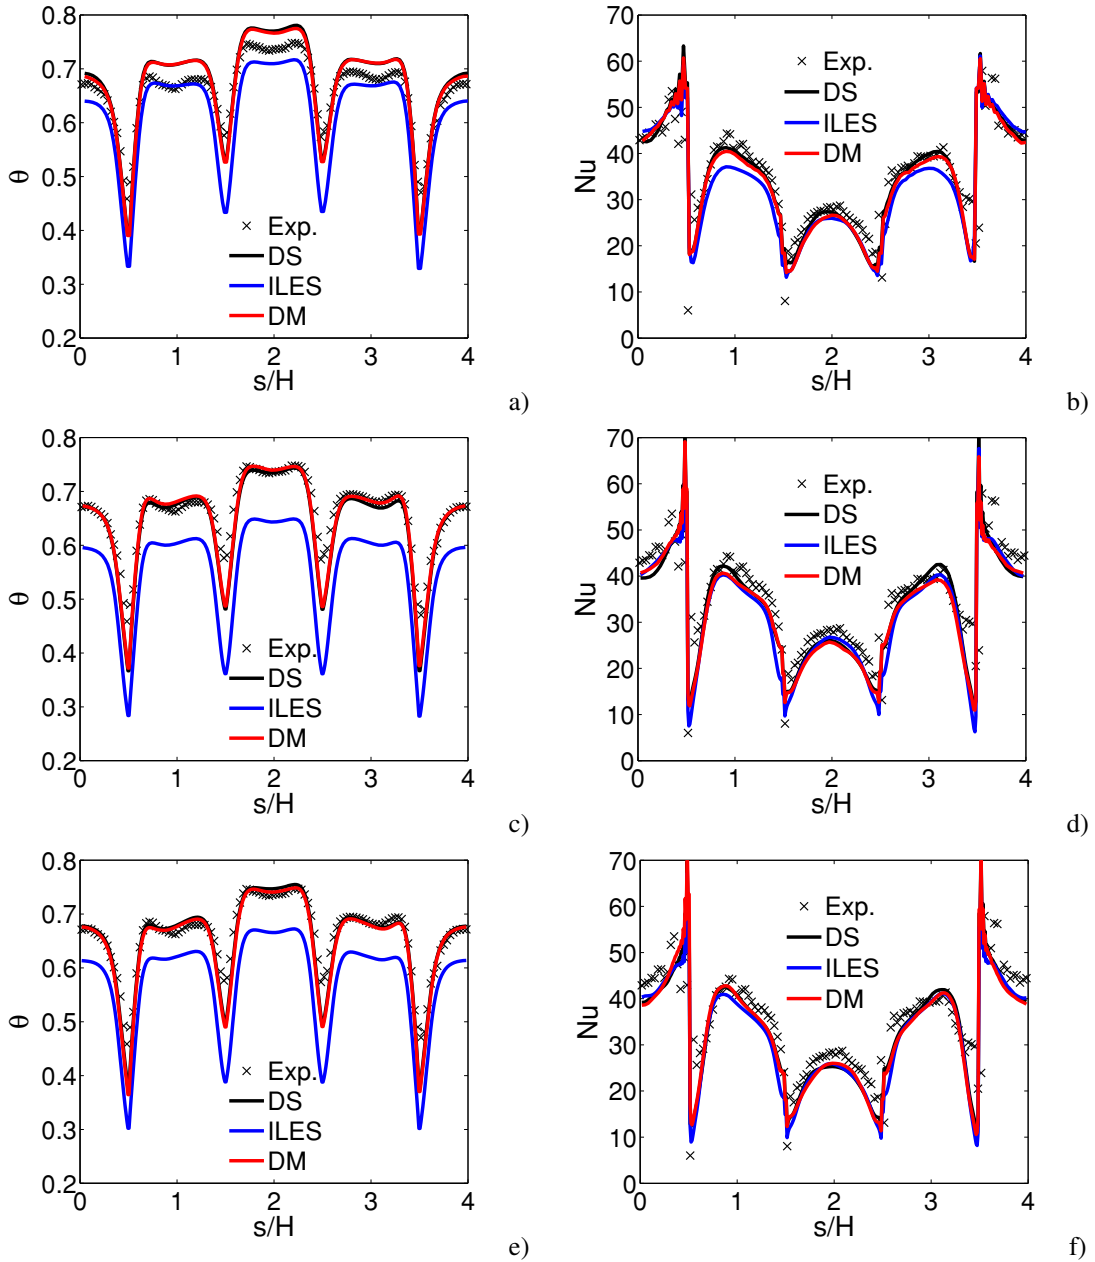 0.8
0.7
0.6
0.5
0.4
0.3
0.2
θ
Exp.
DS
ILES
DM
0 1 2 3 4
s/H
a)
70
60
50
40
30
20
10
0
Nu
Exp.
DS
ILES
DM
0 1 2 3 4
s/H
b)
0.8
0.7
0.6
0.5
0.4
0.3
0.2
θ
Exp.
DS
ILES
DM
0 1 2 3 4
s/H
c)
70
60
50
40
30
20
10
0
Nu
Exp.
DS
ILES
DM
0 1 2 3 4
s/H
d)
0.8
0.7
0.6
0.5
0.4
0.3
0.2
θ
Exp.
DS
ILES
DM
0 1 2 3 4
s/H
e)
70
60
50
40
30
20
10
0
Nu
Exp.
DS
ILES
DM
0 1 2 3 4
s/H
f)